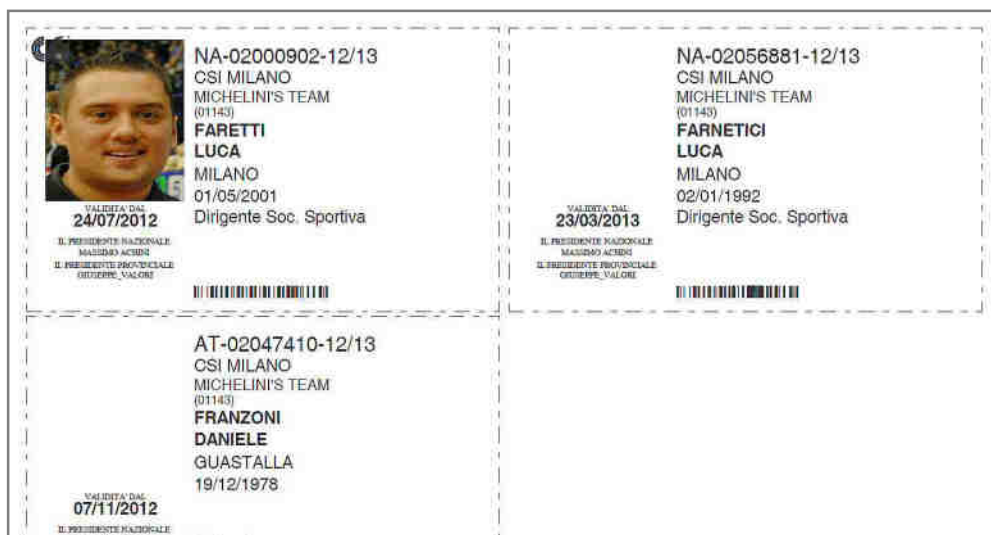 NA-02000902-12/13
CSI MILANO
MICHELINI'S TEAM
(01143)
FARETTI
LUCA
MILANO
01/05/2001
Dirigente Soc. Sportiva
VALIDITA' DAL
24/07/2012
IL PRESIDENTE NAZIONALE
MASSIMO ACHINI
IL PRESIDENTE PROVINCIALE
GIUSEPPE_VALORI
NA-02056881-12/13
CSI MILANO
MICHELINI'S TEAM
(01143)
FARNETICI
LUCA
MILANO
02/01/1992
Dirigente Soc. Sportiva
VALIDITA' DAL
23/03/2013
IL PRESIDENTE NAZIONALE
MASSIMO ACHINI
IL PRESIDENTE PROVINCIALE
GIUSEPPE_VALORI
AT-02047410-12/13
CSI MILANO
MICHELINI'S TEAM
(01143)
FRANZONI
DANIELE
GUASTALLA
19/12/1978
VALIDITA' DAL
07/11/2012
IL PRESIDENTE NAZIONALE